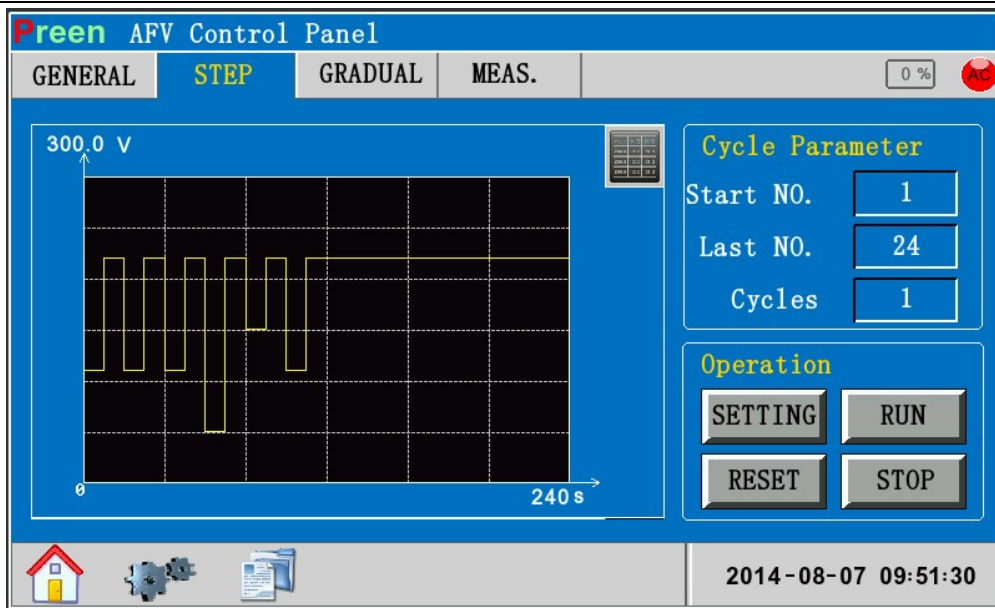 Preen AFV Control Panel
GENERAL STEP GRADUAL MEAS. 0 % AC
300.0 V
0
240 s
Cycle Parameter
Start NO. 1
Last NO. 24
Cycles 1
Operation
SETTING RUN
RESET STOP
2014-08-07 09:51:30